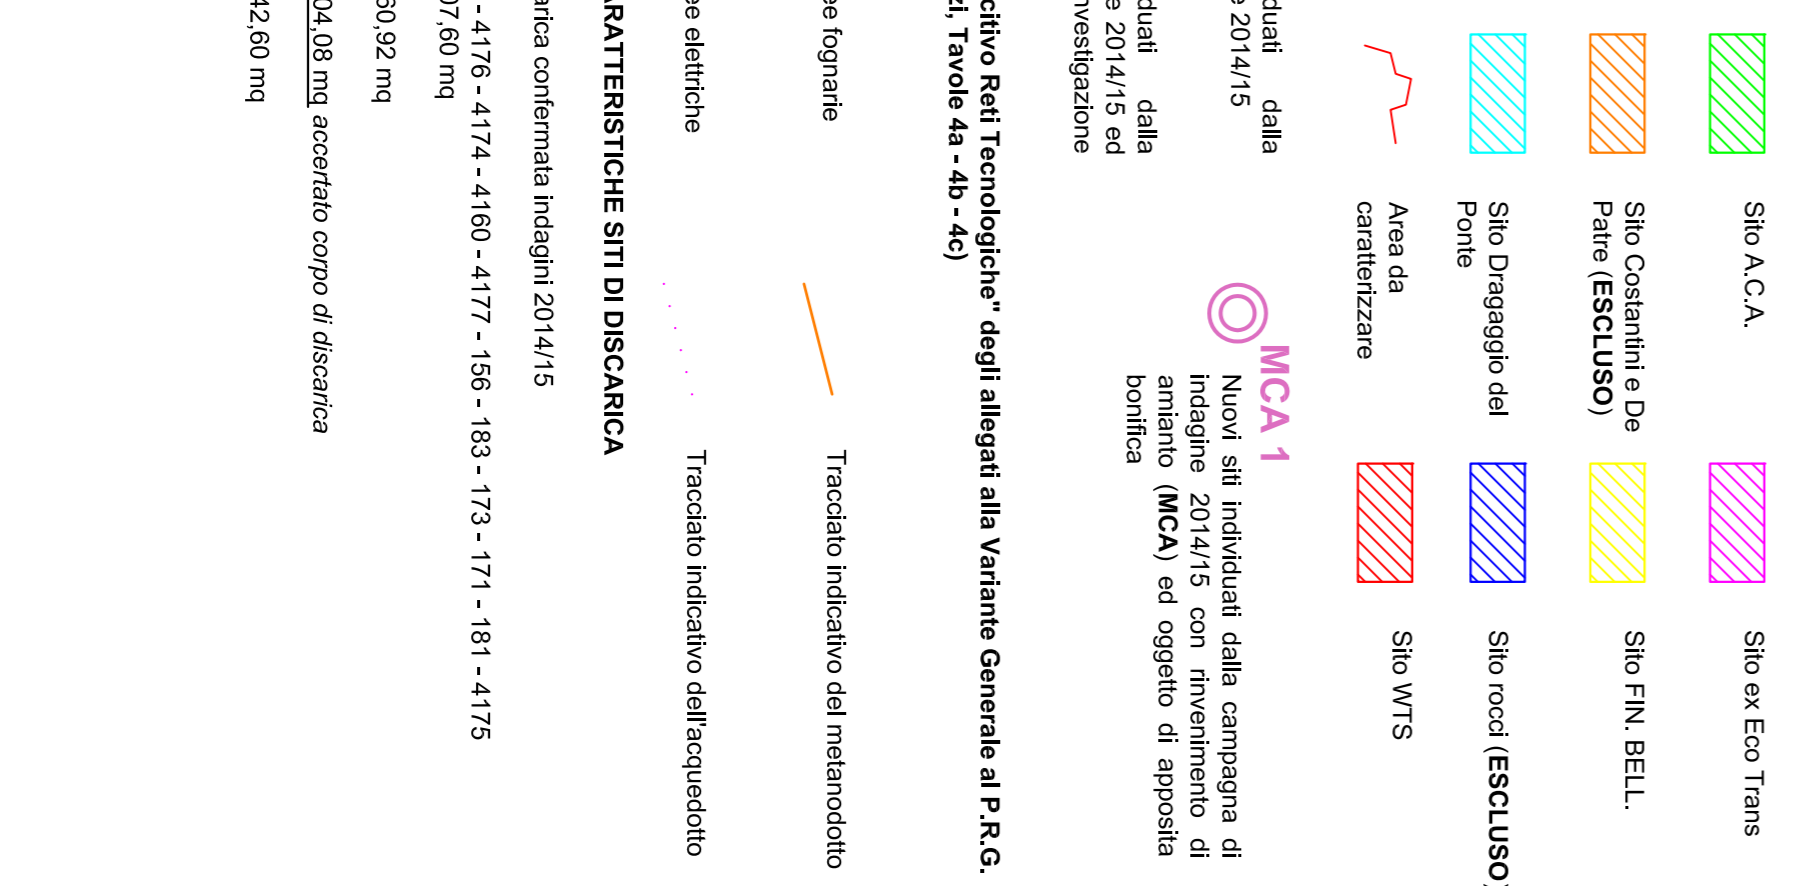 Sito A.C.A.
Sito ex Eco Trans
Sito Costantini e De
Patre (ESCLUSO)
Sito FIN. BELL.
Sito Dragaggio del
Ponte
Sito rocci (ESCLUSO)
Area da
caratterizzare
Sito WTS
duati dalla
e 2014/15
MCA 1
Nuovi siti individuati dalla campagna di
indagine 2014/15 con rinvenimento di
amianto (MCA) ed oggetto di apposita
bonifica
duati dalla
e 2014/15 ed
nvestigazione
citivo Reti Tecnologiche" degli allegati alla Variante Generale al P.R.G.
zi, Tavole 4a - 4b - 4c)
ee fognarie
Tracciato indicativo del metanodotto
ee elettriche
Tracciato indicativo dell'acquedotto
ARATTERISTICHE SITI DI DISCARICA
arica confermata indagini 2014/15
- 4176 - 4174 - 4160 - 4177 - 156 - 183 - 173 - 171 - 181 - 4175
07,60 mq
60,92 mq
04,08 mq accertato corpo di discarica
42,60 mq